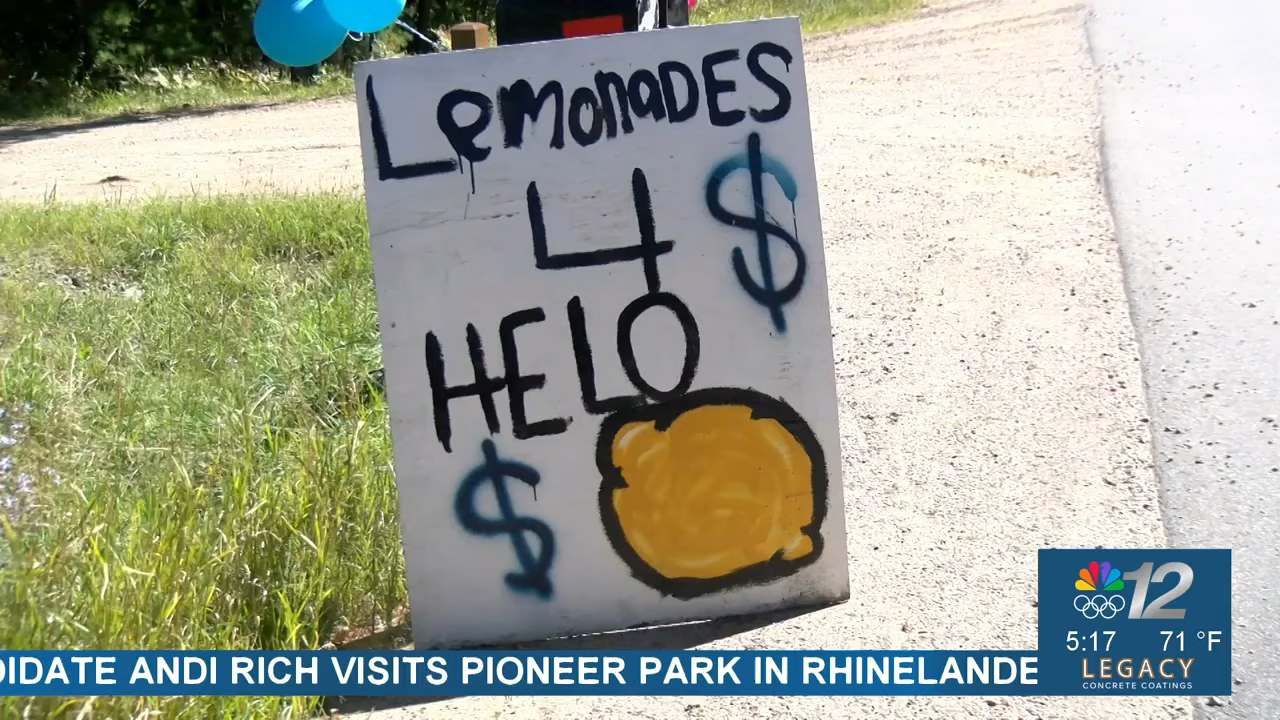 LemonaDES
4 $
HELO
$
12
5:17 71 °F
LEGACY
CONCRETE COATINGS
DIDATE ANDI RICH VISITS PIONEER PARK IN RHINELANDE